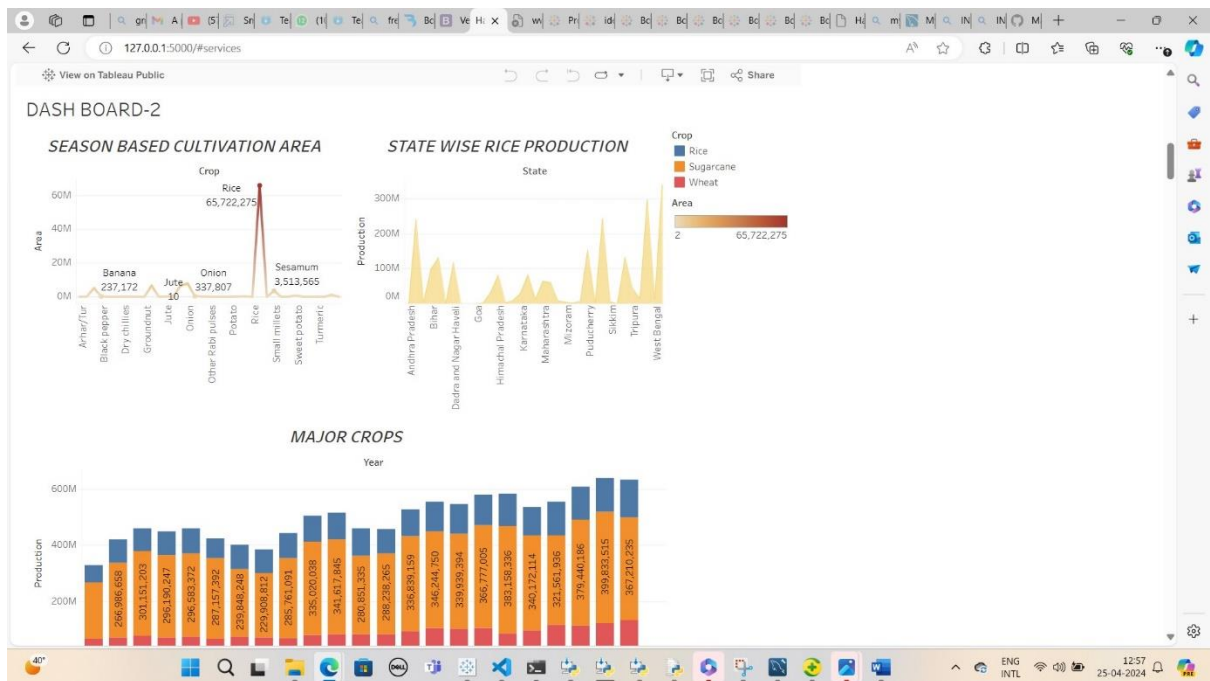 127.0.0.1:5000/#services
View on Tableau Public
Share
DASH BOARD-2
SEASON BASED CULTIVATION AREA
Crop
Area
60M
40M
20M
0M
Rice
65,722,275
Banana
237,172
Jute
10
Onion
337,807
Sesamum
3,513,565
Arhar/Tur
Black pepper
Dry chillies
Groundnut
Jute
Onion
Other Rabi pulses
Potato
Rice
Small millets
Sweet potato
Turmeric
STATE WISE RICE PRODUCTION
State
Production
300M
200M
100M
0M
Andhra Pradesh
Bihar
Dadra and Nagar Haveli
Goa
Himachal Pradesh
Karnataka
Maharashtra
Mizoram
Puducherry
Sikkim
Tripura
West Bengal
Crop
Rice
Sugarcane
Wheat
Area
2 65,722,275
MAJOR CROPS
Year
Production
600M
400M
200M
266,986,658
301,151,203
296,190,247
296,583,372
287,157,392
239,848,248
229,908,812
285,761,091
335,020,038
341,617,845
280,851,335
288,238,265
336,839,159
346,244,750
339,939,394
366,777,005
383,158,336
340,172,114
321,561,936
379,440,186
399,833,515
367,210,235
40°
DELL
ENG
INTL
12:57
25-04-2024
PRE